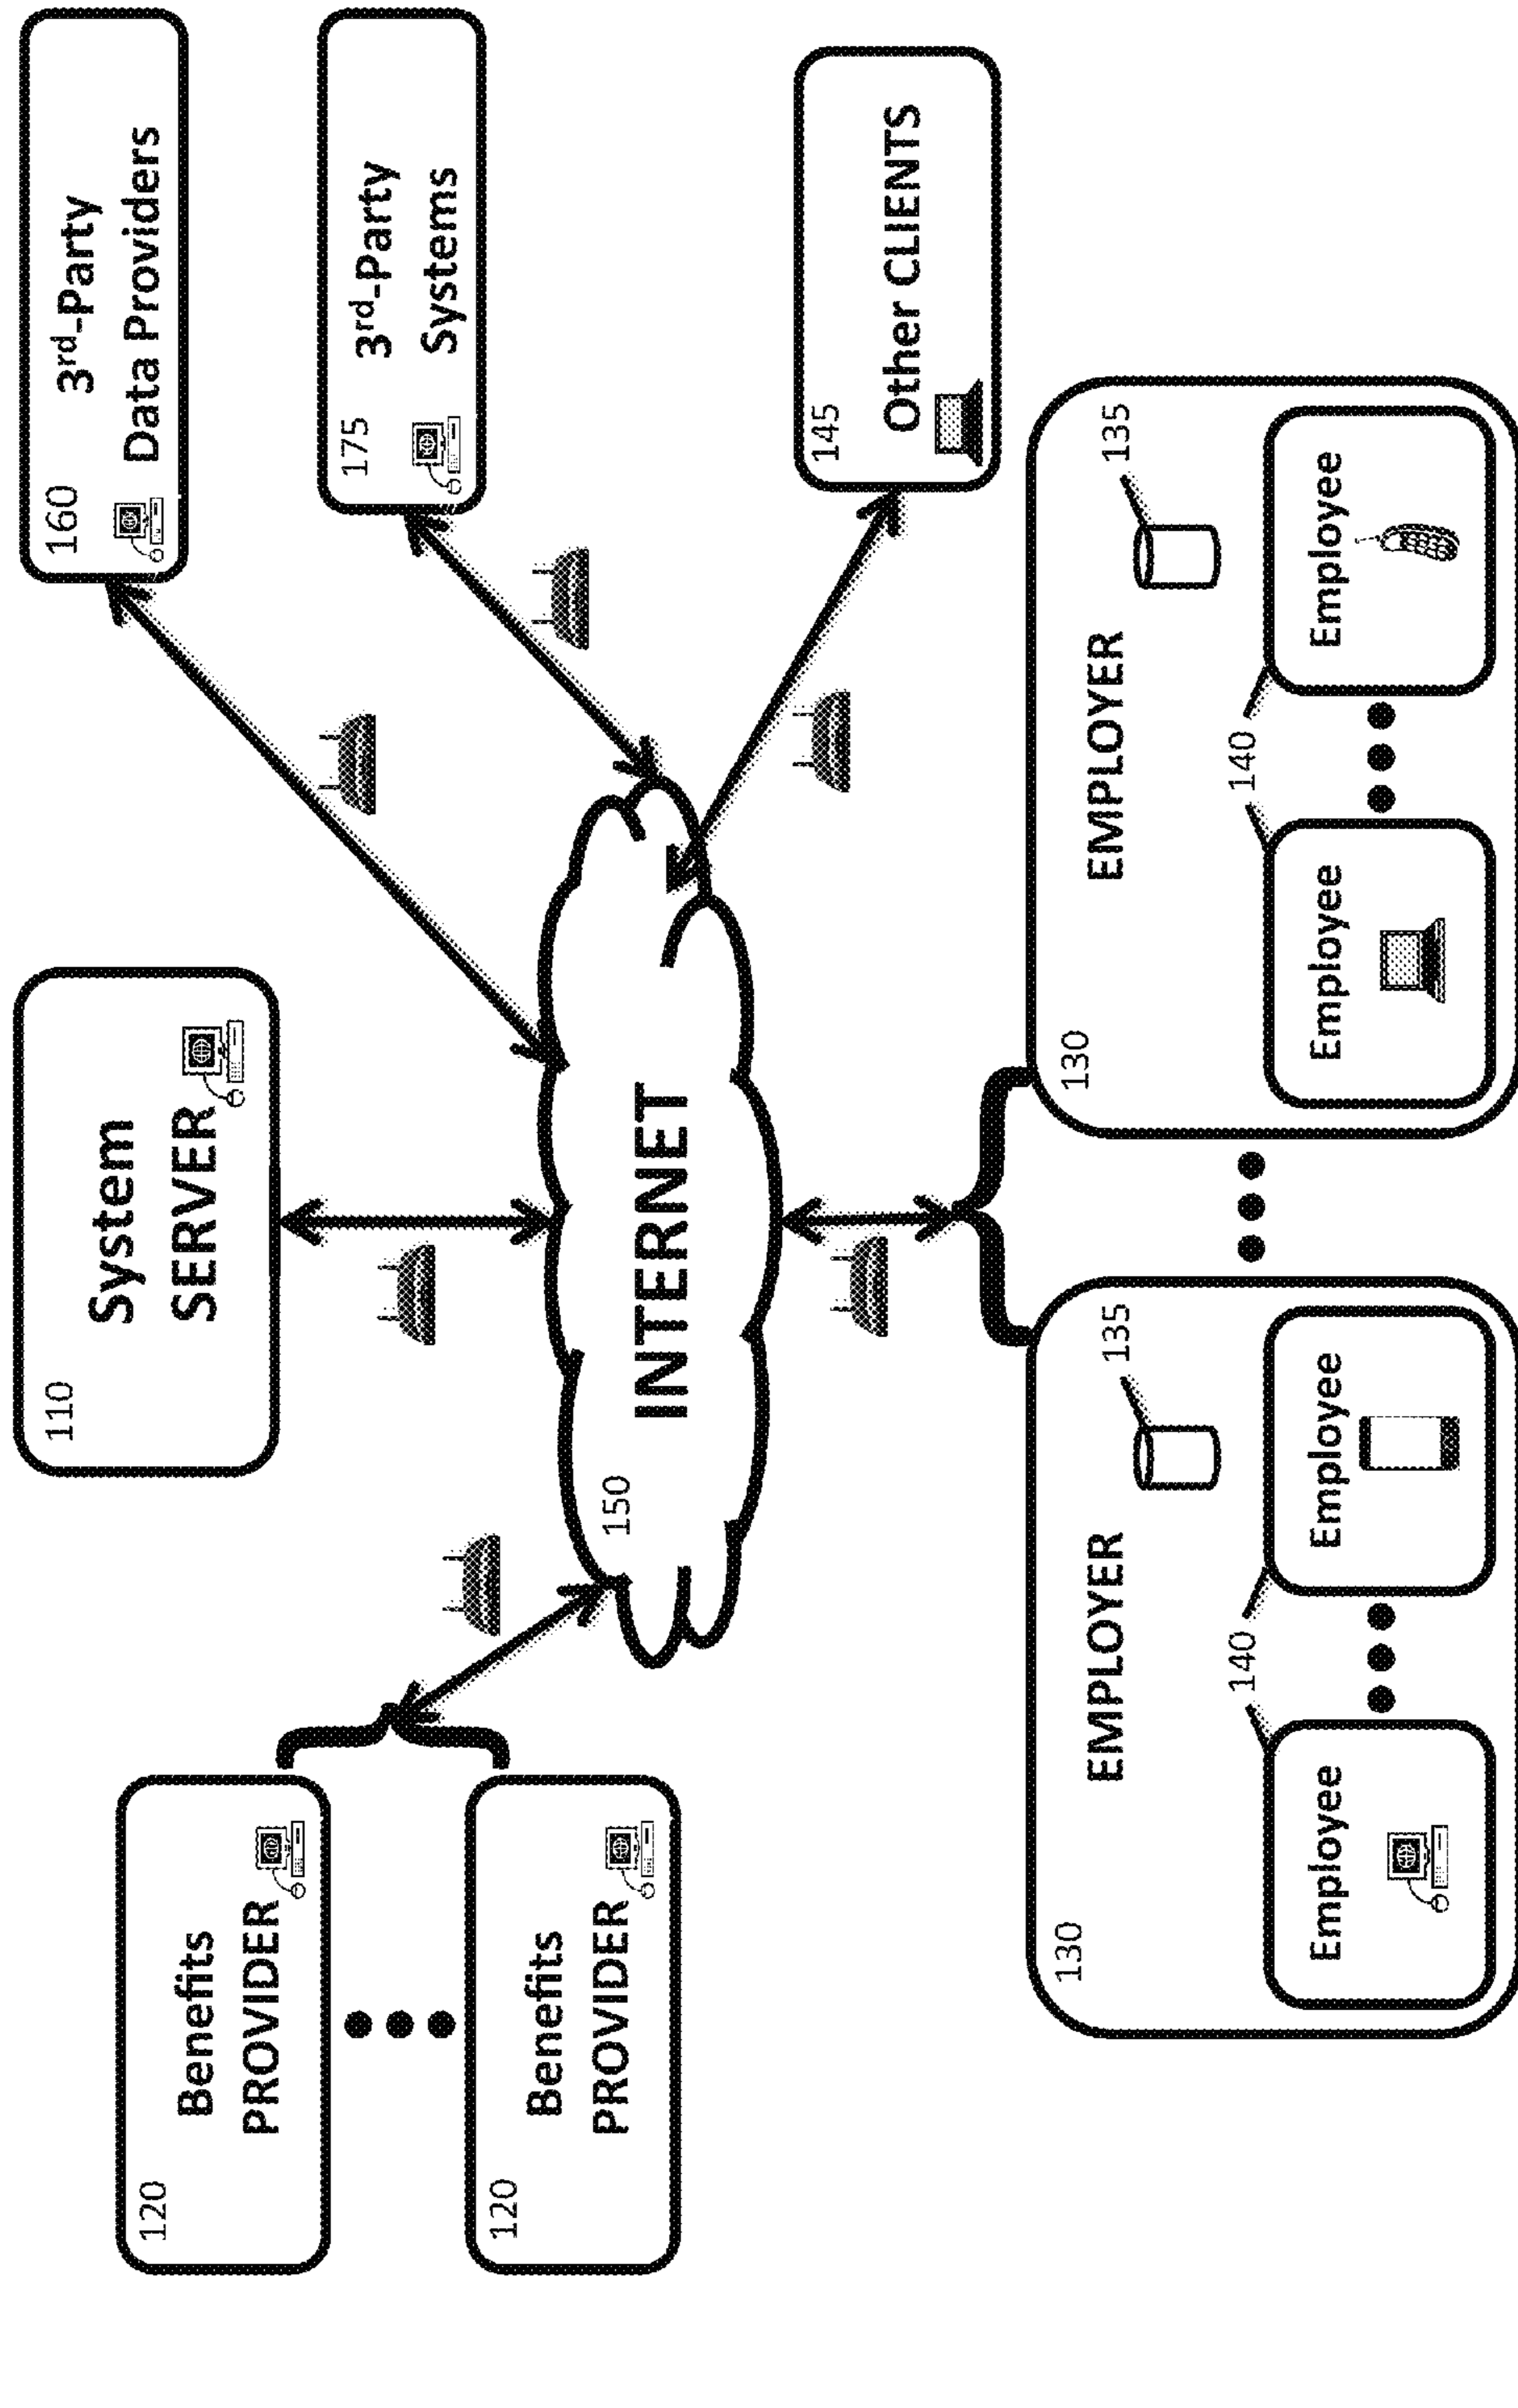 110
System
SERVER
160
3rd-Party
Data Providers
120
Benefits
PROVIDER
175
3rd-Party
Systems
120
Benefits
PROVIDER
150
INTERNET
145
Other CLIENTS
130
EMPLOYER
135
140
Employee
Employee
130
EMPLOYER
135
140
Employee
Employee